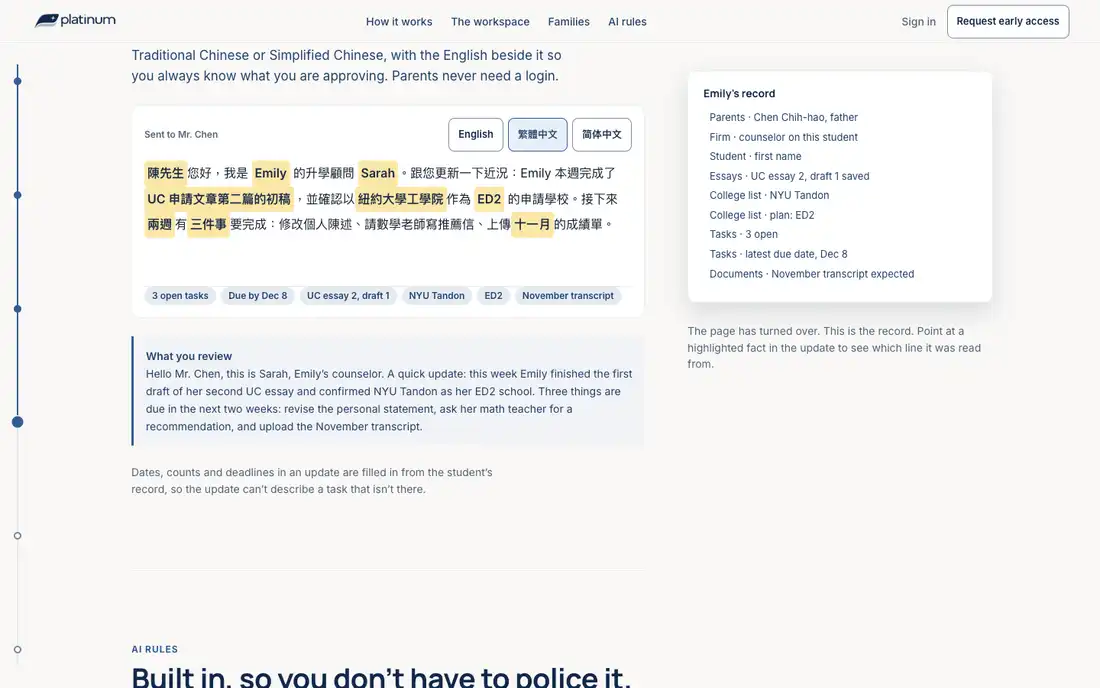 platinum
How it works
The workspace
Families
AI rules
Sign in
Request early access
Traditional Chinese or Simplified Chinese, with the English beside it so
you always know what you are approving. Parents never need a login.
Sent to Mr. Chen
English
繁體中文
简体中文
陳先生您好，我是 Emily 的升學顧問 Sarah。跟您更新一下近況：Emily 本週完成了
UC 申請文章第二篇的初稿，並確認以紐約大學工學院作為 ED2 的申請學校。接下來
兩週有三件事要完成：修改個人陳述、請數學老師寫推薦信、上傳十一月的成績單。
3 open tasks
Due by Dec 8
UC essay 2, draft 1
NYU Tandon
ED2
November transcript
What you review
Hello Mr. Chen, this is Sarah, Emily’s counselor. A quick update: this week Emily finished the first
draft of her second UC essay and confirmed NYU Tandon as her ED2 school. Three things are
due in the next two weeks: revise the personal statement, ask her math teacher for a
recommendation, and upload the November transcript.
Dates, counts and deadlines in an update are filled in from the student’s
record, so the update can’t describe a task that isn’t there.
Emily’s record
Parents · Chen Chih-hao, father
Firm · counselor on this student
Student · first name
Essays · UC essay 2, draft 1 saved
College list · NYU Tandon
College list · plan: ED2
Tasks · 3 open
Tasks · latest due date, Dec 8
Documents · November transcript expected
The page has turned over. This is the record. Point at a
highlighted fact in the update to see which line it was read
from.
AI RULES
Built in, so you don’t have to police it.